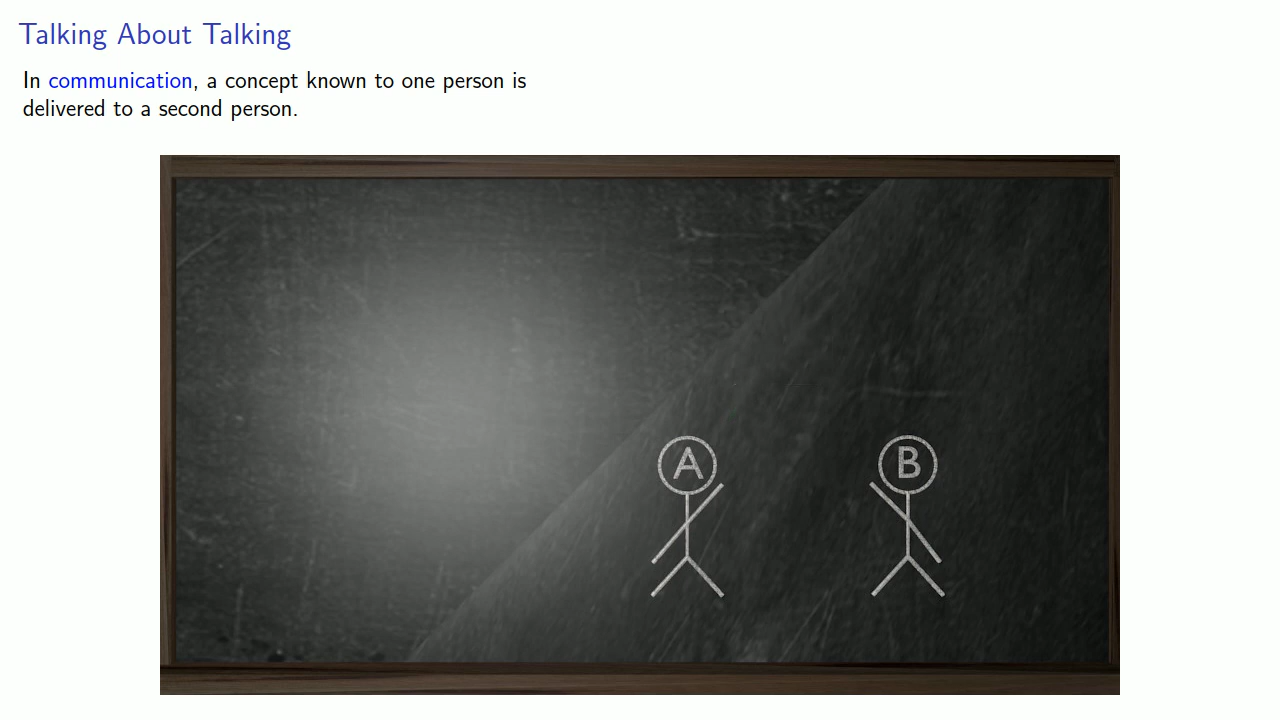 Talking About Talking
In communication, a concept known to one person is
delivered to a second person.
A B